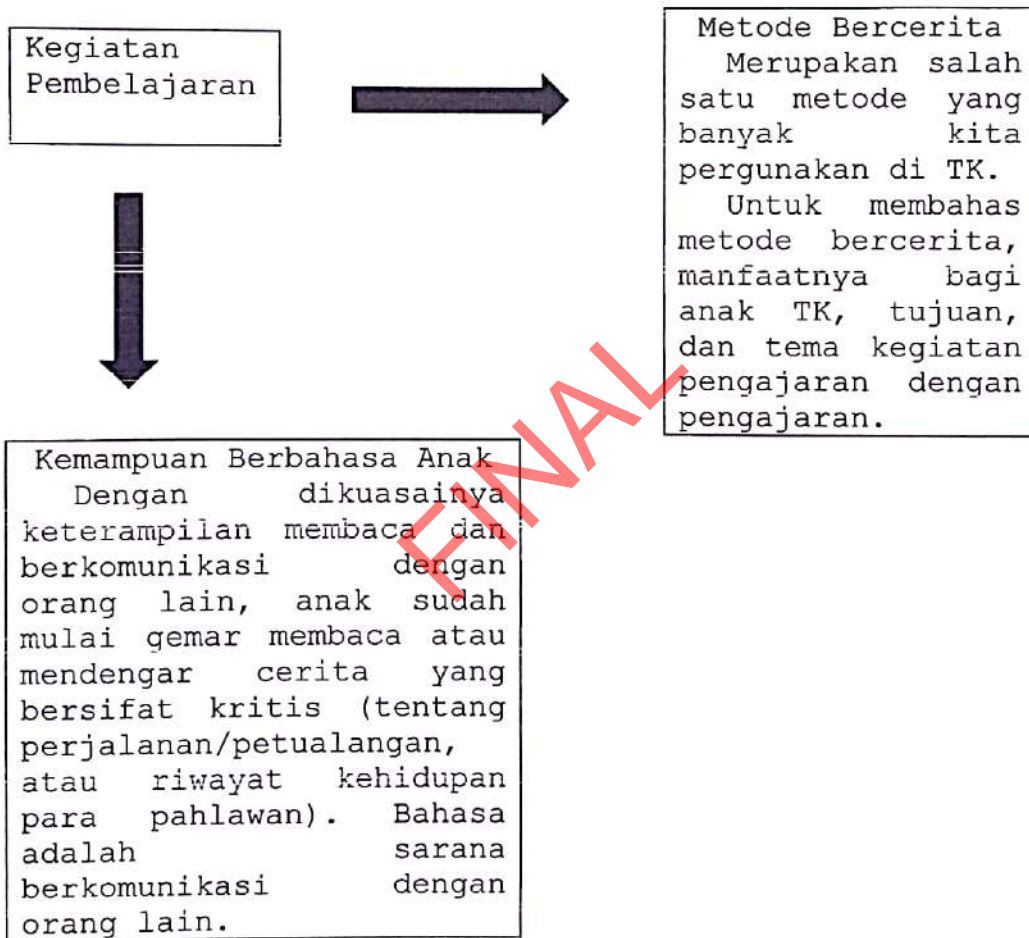 Kegiatan
Pembelajaran
Metode Bercerita
Merupakan salah
satu metode yang
banyak kita
pergunakan di TK.
Untuk membahas
metode bercerita,
manfaatnya bagi
anak TK, tujuan,
dan tema kegiatan
pengajaran dengan
pengajaran.
Kemampuan Berbahasa Anak
Dengan dikuasainya
keterampilan membaca dan
berkomunikasi dengan
orang lain, anak sudah
mulai gemar membaca atau
mendengar cerita yang
bersifat kritis (tentang
perjalanan/petualangan,
atau riwayat kehidupan
para pahlawan). Bahasa
adalah sarana
berkomunikasi dengan
orang lain.
FINAL